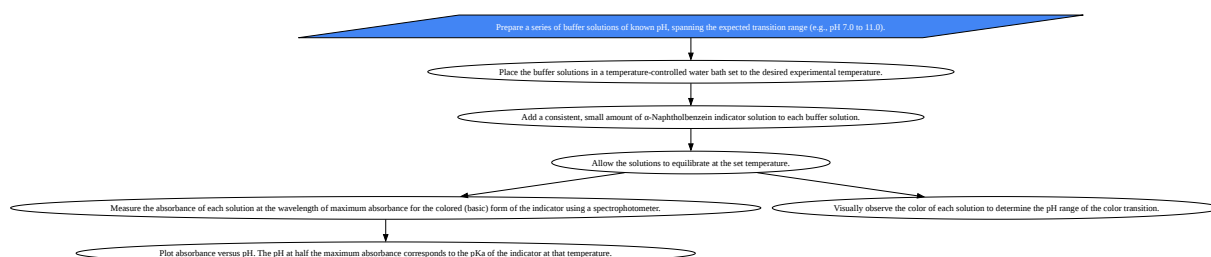 Prepare a series of buffer solutions of known pH, spanning the expected transition range (e.g., pH 7.0 to 11.0).
Place the buffer solutions in a temperature-controlled water bath set to the desired experimental temperature.
Add a consistent, small amount of α-Naphtholbenzein indicator solution to each buffer solution.
Allow the solutions to equilibrate at the set temperature.
Measure the absorbance of each solution at the wavelength of maximum absorbance for the colored (basic) form of the indicator using a spectrophotometer.
Visually observe the color of each solution to determine the pH range of the color transition.
Plot absorbance versus pH. The pH at half the maximum absorbance corresponds to the pKa of the indicator at that temperature.